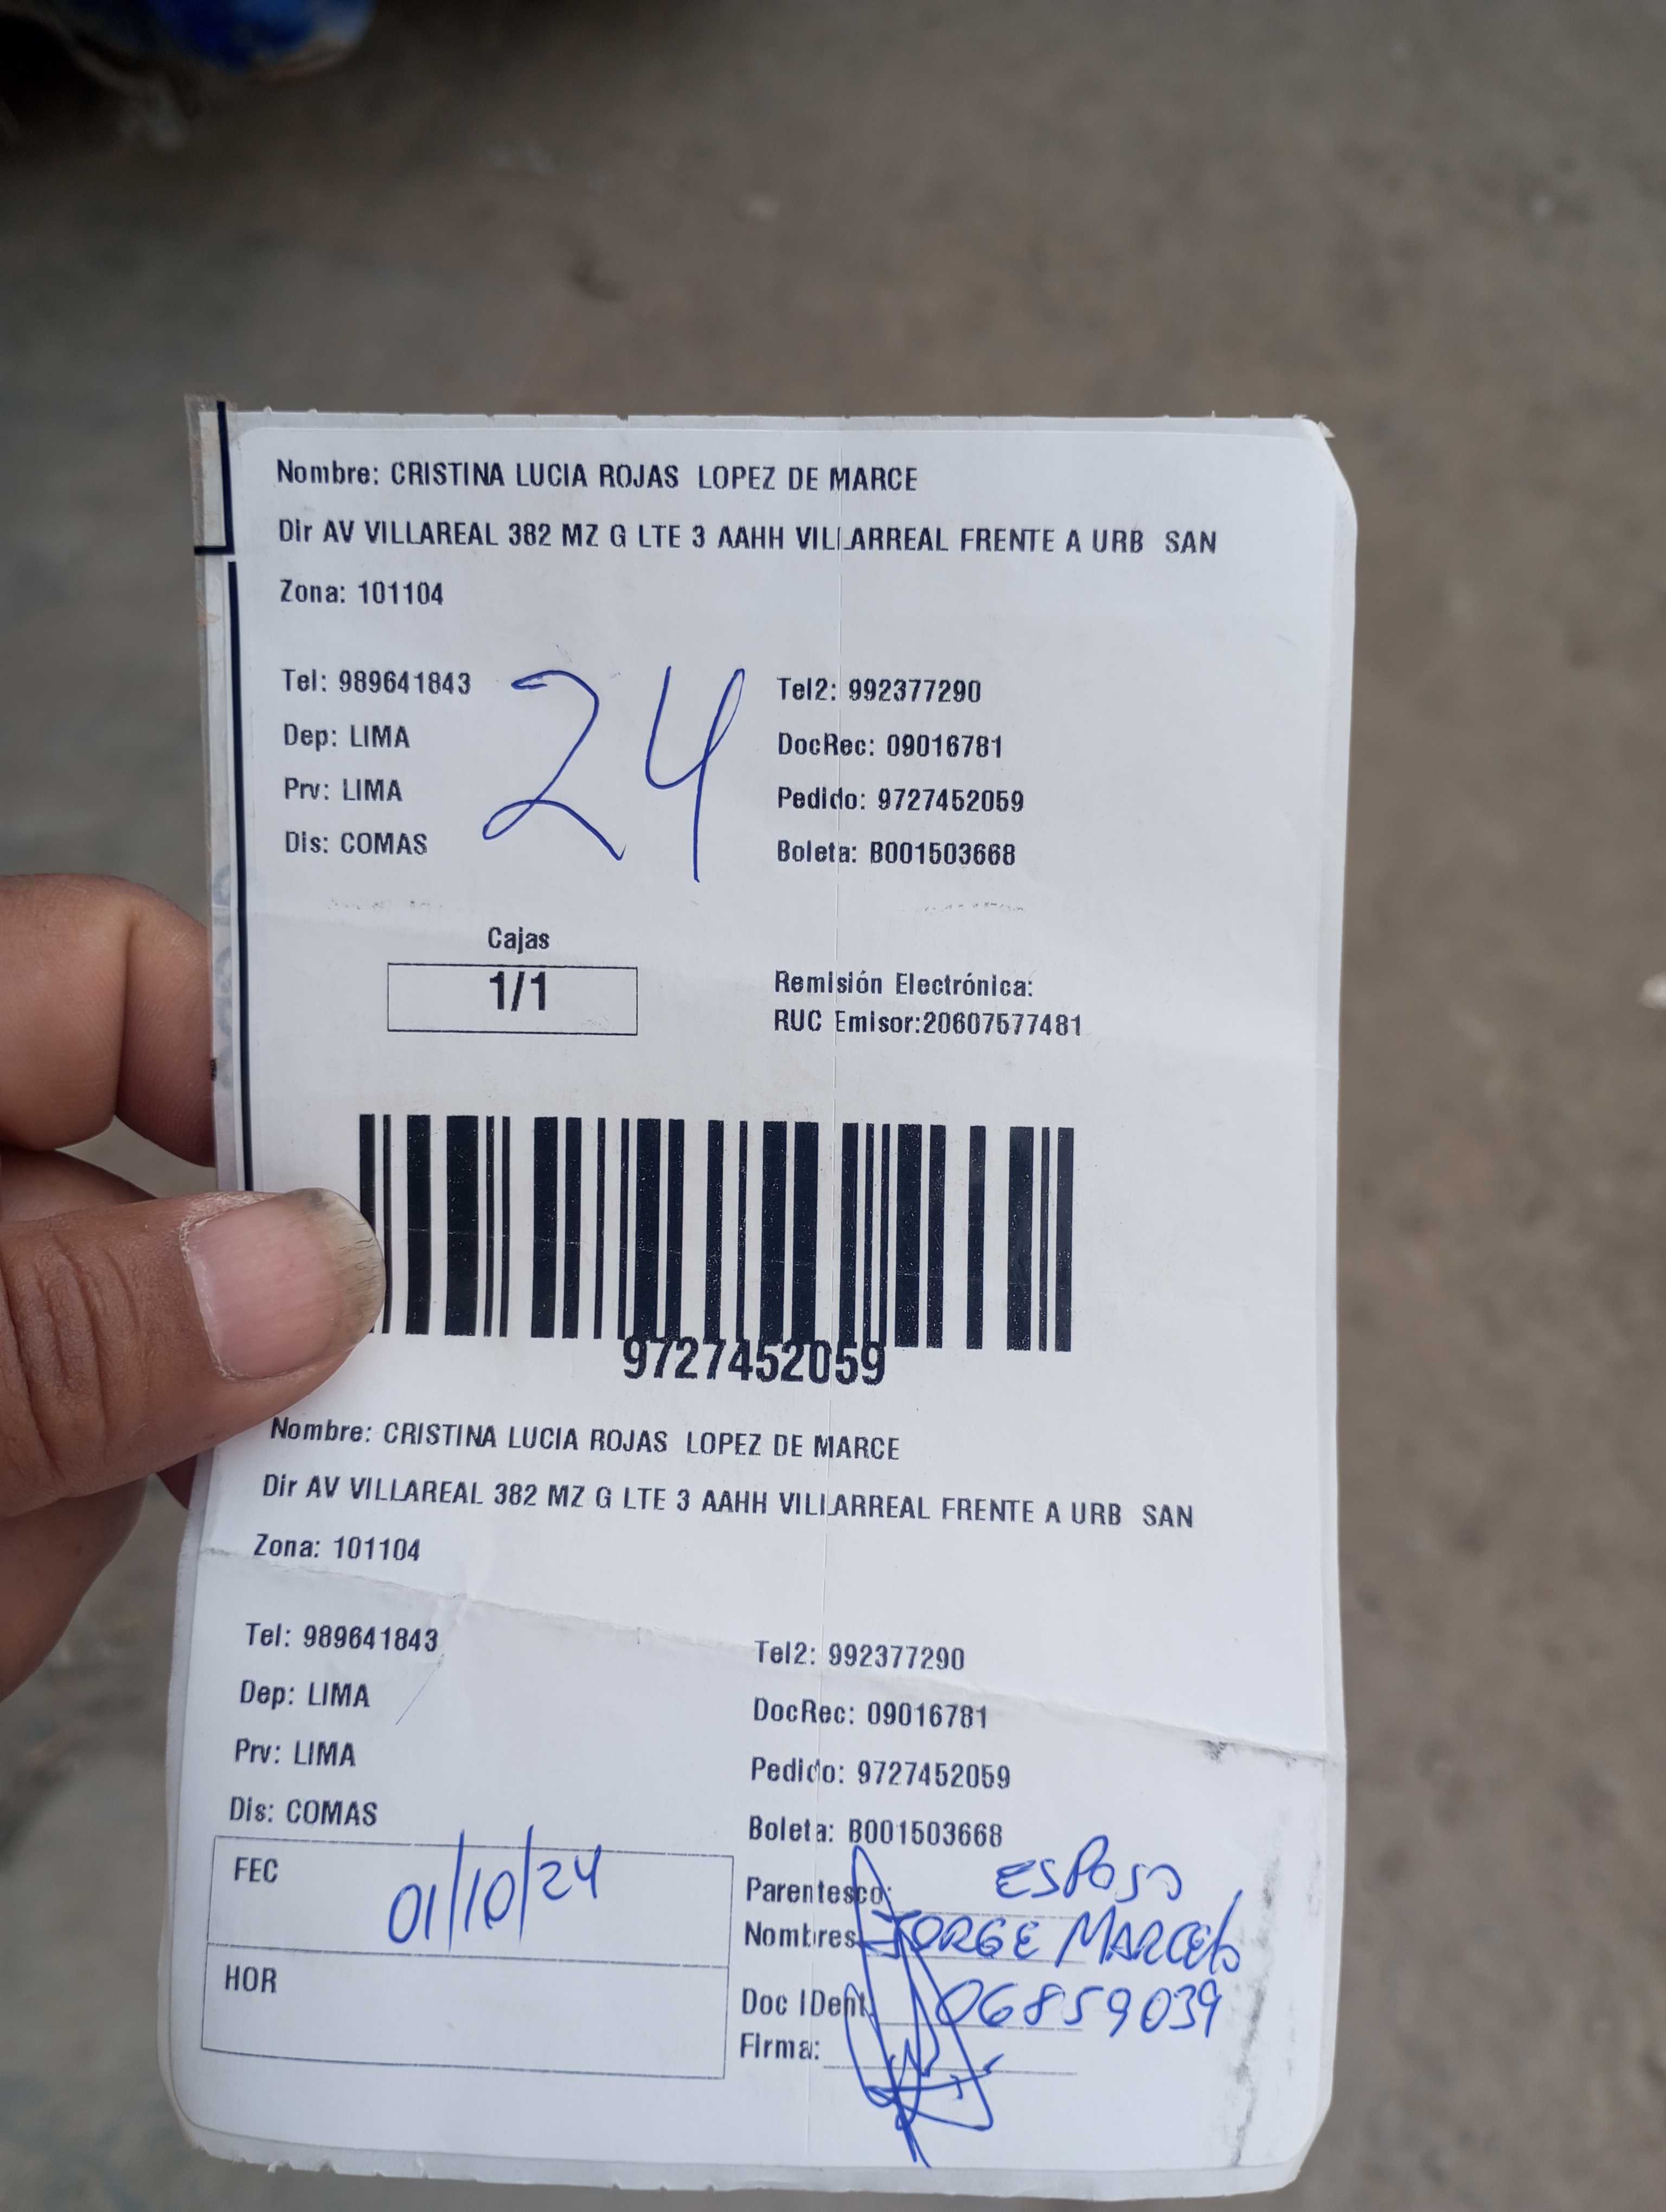 Nombre: CRISTINA LUCIA ROJAS LOPEZ DE MARCE
Dir AV VILLAREAL 382 MZ G LTE 3 AAHH VILLARREAL FRENTE A URB SAN
Zona: 101104
24
Tel: 989641843
Tel2: 992377290
Dep: LIMA
DocRec: 09016781
Prv: LIMA
Pedido: 9727452059
Dis: COMAS
Boleta: B001503668
Cajas
1/1
Remisión Electrónica:
RUC Emisor:20607577481
9727452059
Nombre: CRISTINA LUCIA ROJAS LOPEZ DE MARCE
Dir AV VILLAREAL 382 MZ G LTE 3 AAHH VILLARREAL FRENTE A URB SAN
Zona: 101104
Tel: 989641843
Tel2: 992377290
Dep: LIMA
DocRec: 09016781
Prv: LIMA
Pedido: 9727452059
Dis: COMAS
Boleta: B001503668
FEC 01/10/24
Parentesco: ESPOSO
Nombres JORGE MARCELO
HOR
Doc IDent 06859039
Firma: